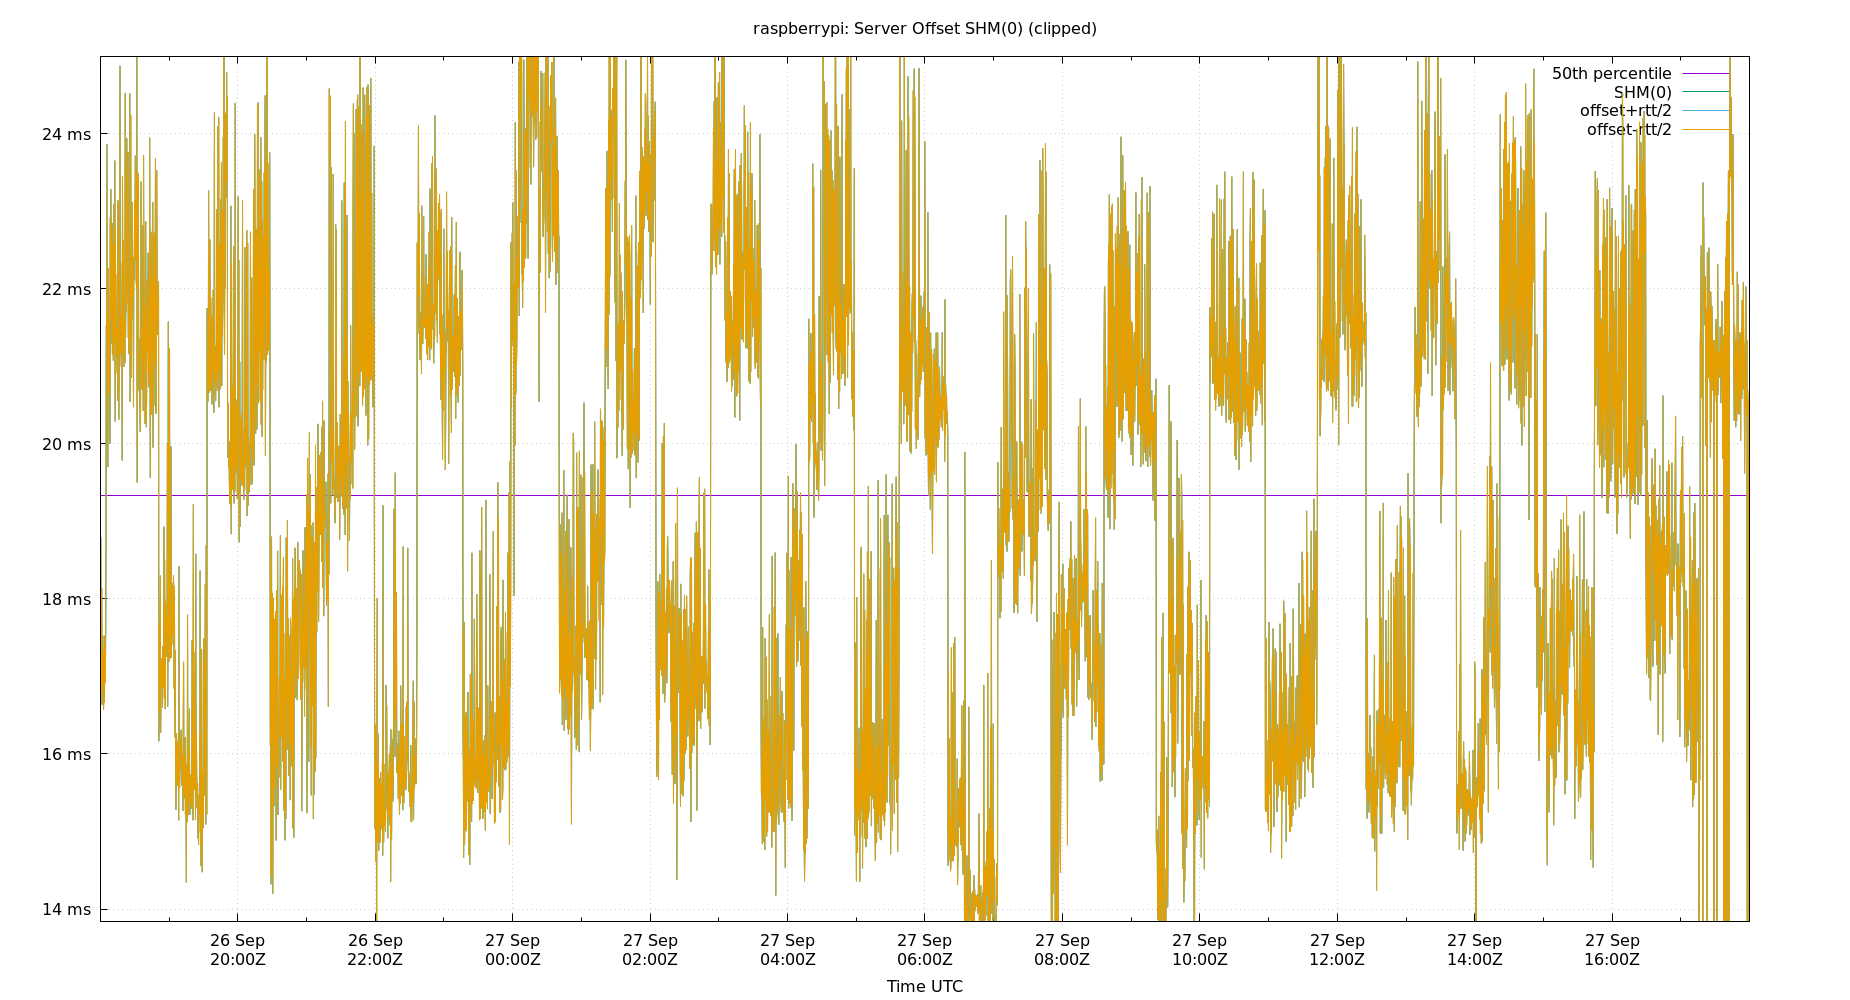 raspberrypi: Server Offset SHM(0) (clipped)
50th percentile
SHM(0)
offset+rtt/2
offset-rtt/2
24 ms
22 ms
20 ms
18 ms
16 ms
14 ms
26 Sep 26 Sep 27 Sep 27 Sep 27 Sep 27 Sep 27 Sep 27 Sep 27 Sep 27 Sep 27 Sep
20:00Z 22:00Z 00:00Z 02:00Z 04:00Z 06:00Z 08:00Z 10:00Z 12:00Z 14:00Z 16:00Z
Time UTC